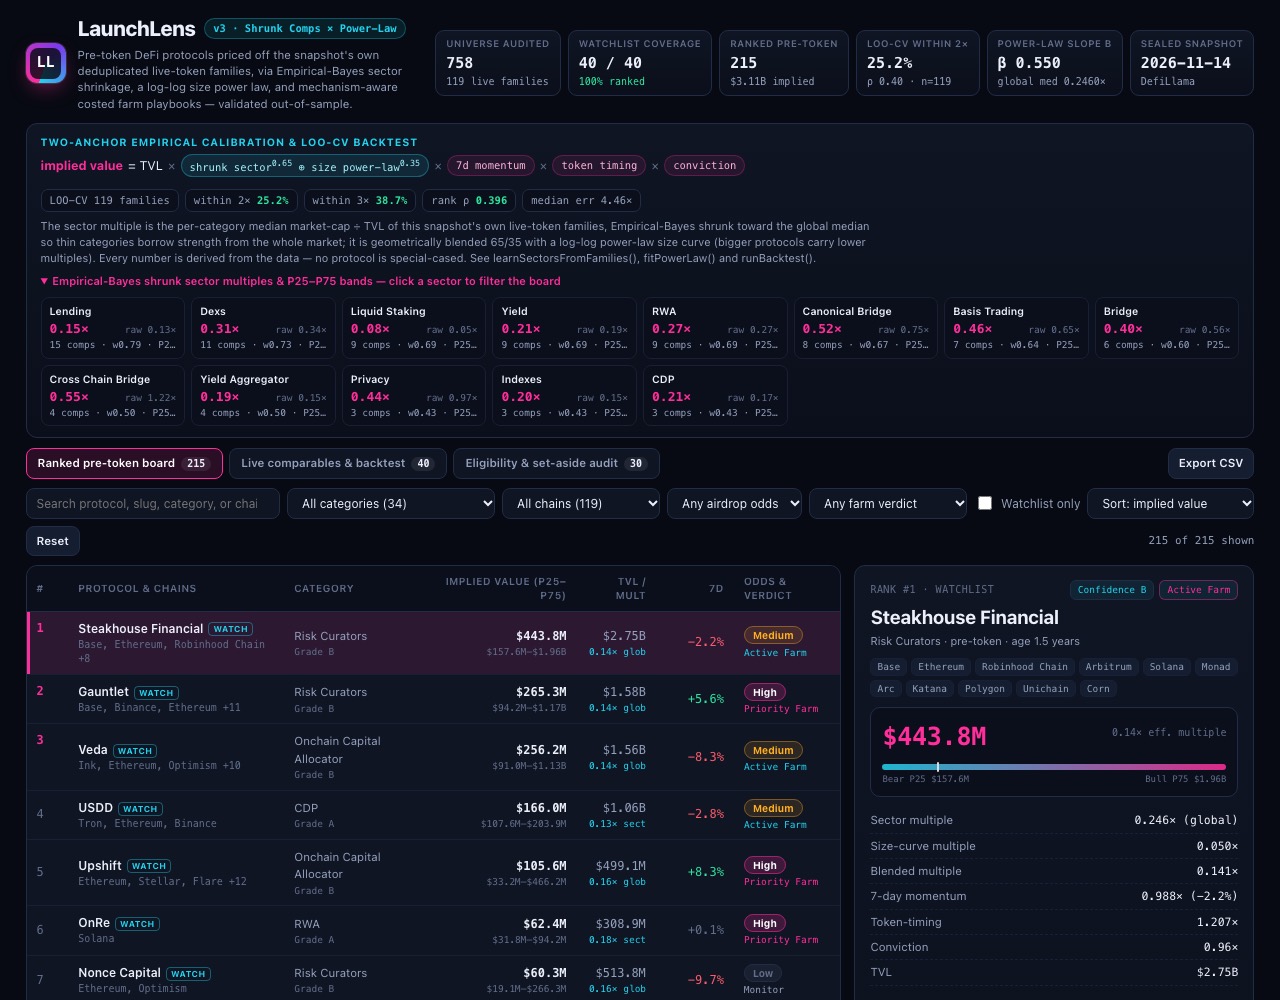 LL
LaunchLens v3 · Shrunk Comps × Power-Law
Pre-token DeFi protocols priced off the snapshot's own
deduplicated live-token families, via Empirical-Bayes sector
shrinkage, a log-log size power law, and mechanism-aware
costed farm playbooks — validated out-of-sample.
UNIVERSE AUDITED
758
119 live families
WATCHLIST COVERAGE
40 / 40
100% ranked
RANKED PRE-TOKEN
215
$3.11B implied
LOO-CV WITHIN 2×
25.2%
ρ 0.40 · n=119
POWER-LAW SLOPE B
β 0.550
global med 0.2460×
SEALED SNAPSHOT
2026-11-14
DefiLlama
TWO-ANCHOR EMPIRICAL CALIBRATION & LOO-CV BACKTEST
implied value = TVL × shrunk sector0.65 ⊕ size power-law0.35 × 7d momentum × token timing × conviction
LOO-CV 119 families within 2× 25.2% within 3× 38.7% rank ρ 0.396 median err 4.46×
The sector multiple is the per-category median market-cap ÷ TVL of this snapshot's own live-token families, Empirical-Bayes shrunk toward the global median
so thin categories borrow strength from the whole market; it is geometrically blended 65/35 with a log-log power-law size curve (bigger protocols carry lower
multiples). Every number is derived from the data — no protocol is special-cased. See learnSectorsFromFamilies(), fitPowerLaw() and runBacktest().
▼ Empirical-Bayes shrunk sector multiples & P25–P75 bands — click a sector to filter the board
Lending
0.15× raw 0.13×
15 comps · w0.79 · P2…
Dexs
0.31× raw 0.34×
11 comps · w0.73 · P2…
Liquid Staking
0.08× raw 0.05×
9 comps · w0.69 · P25…
Yield
0.21× raw 0.19×
9 comps · w0.69 · P25…
RWA
0.27× raw 0.27×
9 comps · w0.69 · P25…
Canonical Bridge
0.52× raw 0.75×
8 comps · w0.67 · P25…
Basis Trading
0.46× raw 0.65×
7 comps · w0.64 · P25…
Bridge
0.40× raw 0.56×
6 comps · w0.60 · P25…
Cross Chain Bridge
0.55× raw 1.22×
4 comps · w0.50 · P25…
Yield Aggregator
0.19× raw 0.15×
4 comps · w0.50 · P25…
Privacy
0.44× raw 0.97×
3 comps · w0.43 · P25…
Indexes
0.20× raw 0.15×
3 comps · w0.43 · P25…
CDP
0.21× raw 0.17×
3 comps · w0.43 · P25…
Ranked pre-token board 215
Live comparables & backtest 40
Eligibility & set-aside audit 30
Export CSV
Search protocol, slug, category, or chai
All categories (34)
All chains (119)
Any airdrop odds
Any farm verdict
Watchlist only
Sort: implied value
Reset
215 of 215 shown
# PROTOCOL & CHAINS CATEGORY IMPLIED VALUE (P25–P75) TVL / MULT 7D ODDS & VERDICT
1 Steakhouse Financial WATCH Risk Curators $443.8M $2.75B −2.2% Medium
Base, Ethereum, Robinhood Chain Grade B $157.6M–$1.96B 0.14× glob Active Farm
+8
2 Gauntlet WATCH Risk Curators $265.3M $1.58B +5.6% High
Base, Binance, Ethereum +11 Grade B $94.2M–$1.17B 0.14× glob Priority Farm
3 Veda WATCH Onchain Capital Allocator $256.2M $1.56B −8.3% Medium
Ink, Ethereum, Optimism +10 Grade B $91.0M–$1.13B 0.14× glob Active Farm
4 USDD WATCH CDP $166.0M $1.06B −2.8% Medium
Tron, Ethereum, Binance Grade A $107.6M–$203.9M 0.13× sect Active Farm
5 Upshift WATCH Onchain Capital Allocator $105.6M $499.1M +8.3% High
Ethereum, Stellar, Flare +12 Grade B $33.2M–$466.2M 0.16× glob Priority Farm
6 OnRe WATCH RWA $62.4M $308.9M +0.1% High
Solana Grade A $31.8M–$94.2M 0.18× sect Priority Farm
7 Nonce Capital WATCH Risk Curators $60.3M $513.8M −9.7% Low
Ethereum, Optimism Grade B $19.1M–$266.3M 0.16× glob Monitor
RANK #1 · WATCHLIST Confidence B Active Farm
Steakhouse Financial
Risk Curators · pre-token · age 1.5 years
Base Ethereum Robinhood Chain Arbitrum Solana Monad
Arc Katana Polygon Unichain Corn
$443.8M 0.14× eff. multiple
Bear P25 $157.6M Bull P75 $1.96B
Sector multiple 0.246× (global)
Size-curve multiple 0.050×
Blended multiple 0.141×
7-day momentum 0.988× (−2.2%)
Token-timing 1.207×
Conviction 0.96×
TVL $2.75B